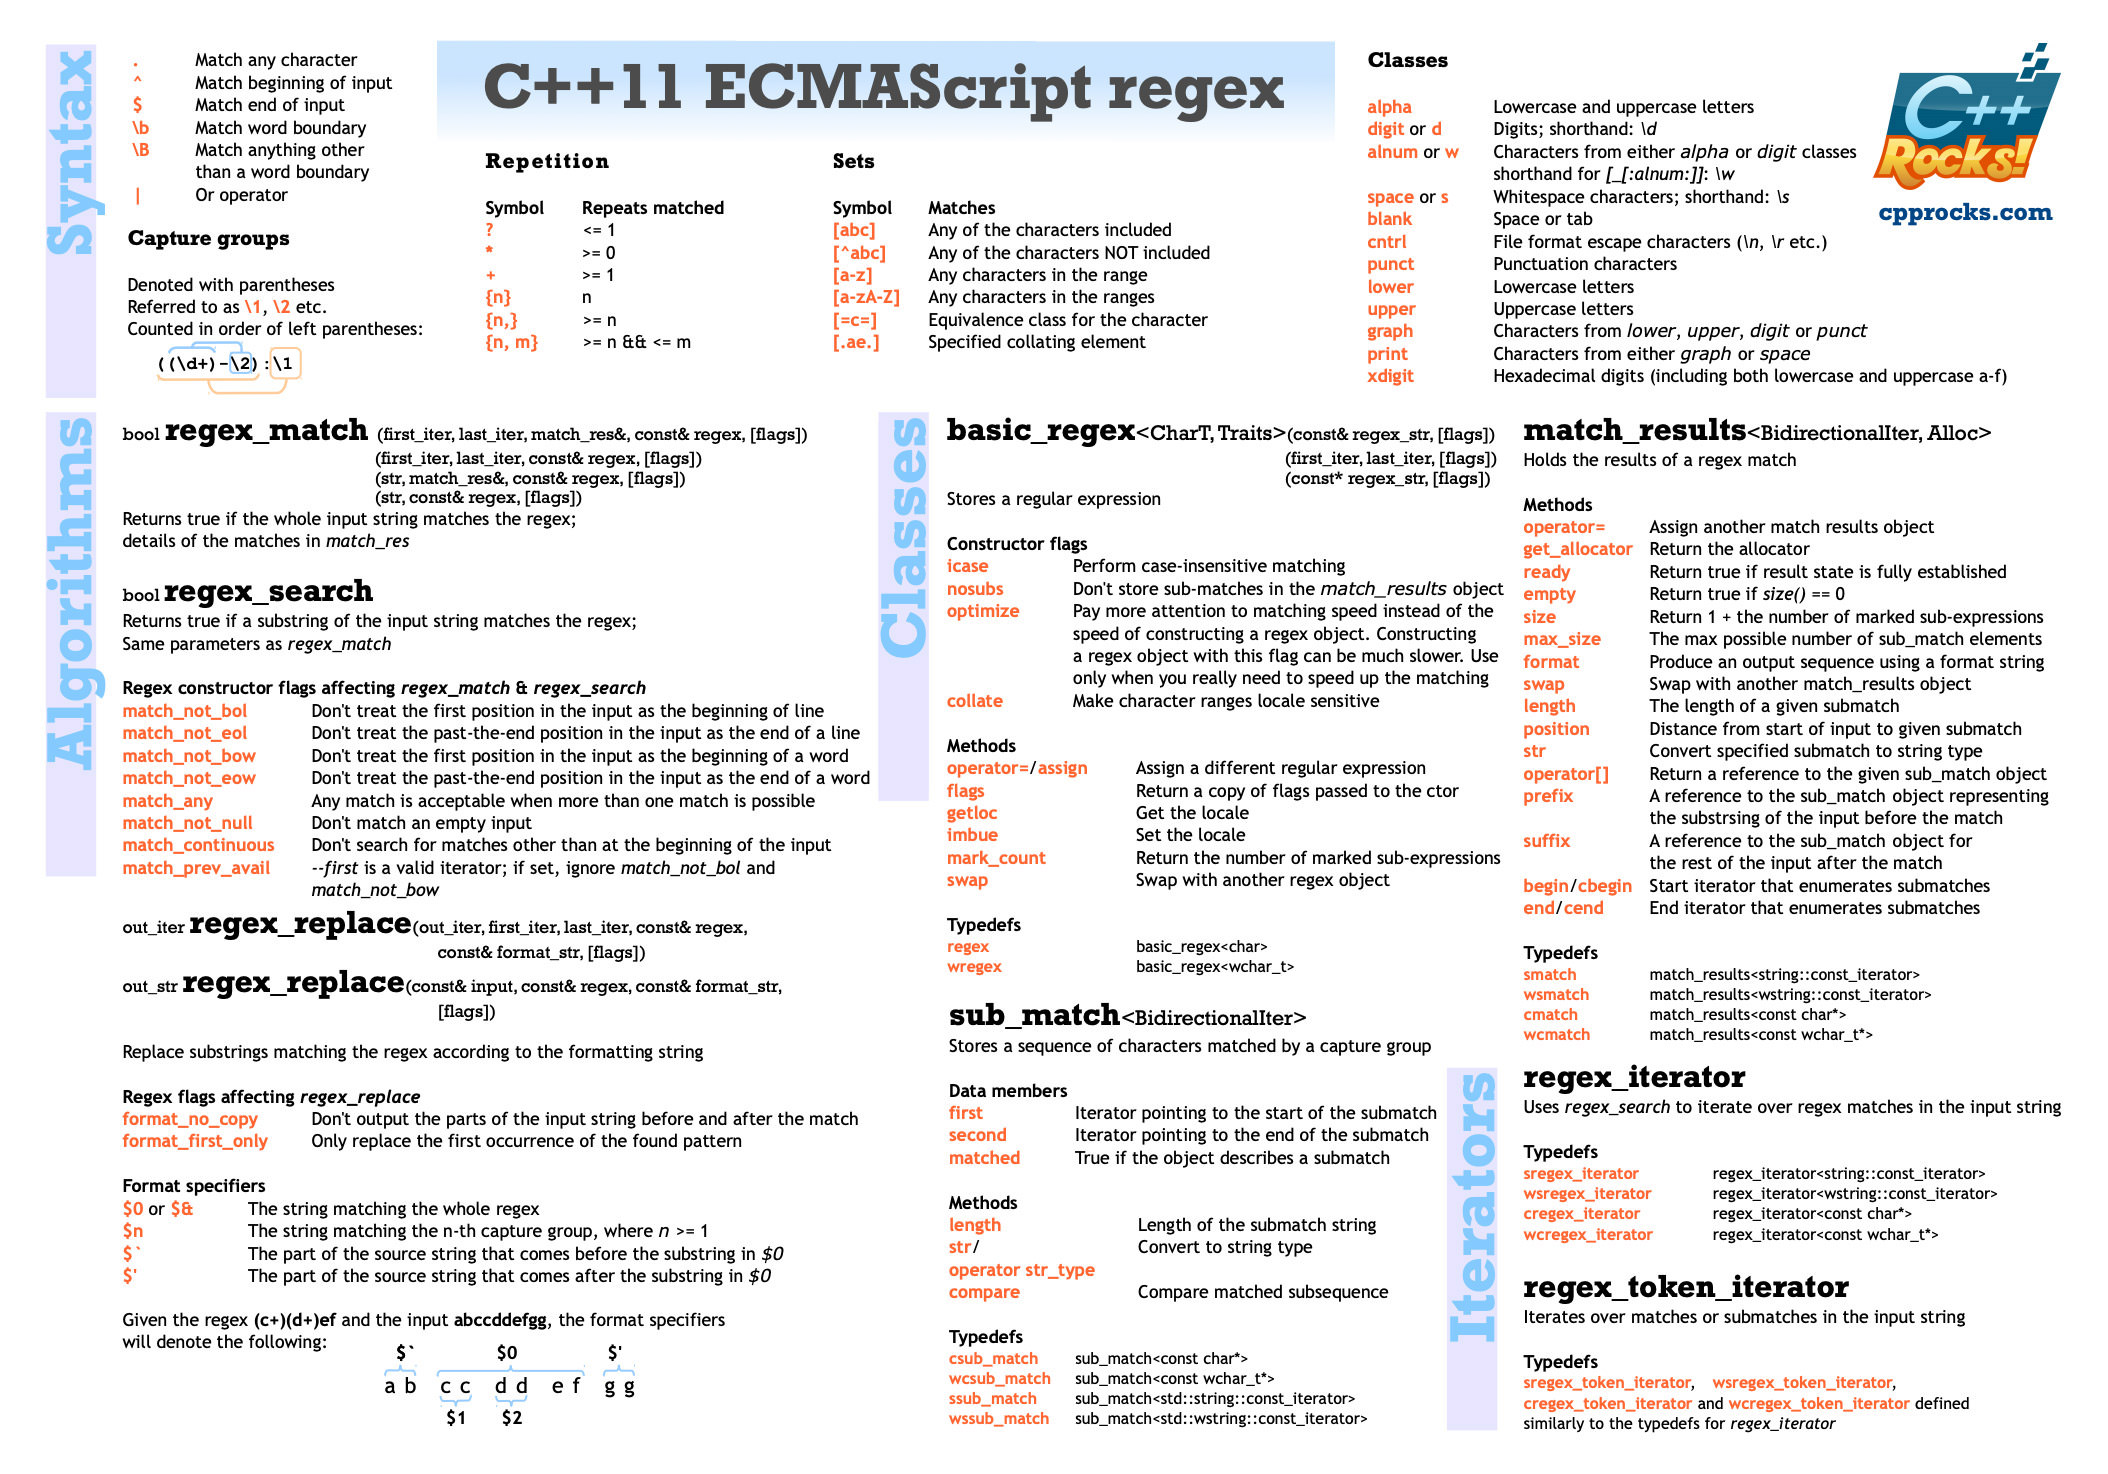 Syntax
. Match any character
^ Match beginning of input
$ Match end of input
\b Match word boundary
\B Match anything other
than a word boundary
| Or operator
Capture groups
Denoted with parentheses
Referred to as \1, \2 etc.
Counted in order of left parentheses:
((\d+)-\2):\1
C++11 ECMAScript regex
Repetition
Symbol Repeats matched
? <= 1
* >= 0
+ >= 1
{n} n
{n,} >= n
{n, m} >= n && <= m
Sets
Symbol Matches
[abc] Any of the characters included
[^abc] Any of the characters NOT included
[a-z] Any characters in the range
[a-zA-Z] Any characters in the ranges
[=c=] Equivalence class for the character
[.ae.] Specified collating element
Classes
alpha Lowercase and uppercase letters
digit or d Digits; shorthand: \d
alnum or w Characters from either alpha or digit classes
shorthand for [_[:alnum:]]: \w
space or s Whitespace characters; shorthand: \s
blank Space or tab
cntrl File format escape characters (\n, \r etc.)
punct Punctuation characters
lower Lowercase letters
upper Uppercase letters
graph Characters from lower, upper, digit or punct
print Characters from either graph or space
xdigit Hexadecimal digits (including both lowercase and uppercase a-f)
C++
Rocks!
cpprocks.com
Algorithms
bool regex_match (first_iter, last_iter, match_res&, const& regex, [flags])
(first_iter, last_iter, const& regex, [flags])
(str, match_res&, const& regex, [flags])
(str, const& regex, [flags])
Returns true if the whole input string matches the regex;
details of the matches in match_res
bool regex_search
Returns true if a substring of the input string matches the regex;
Same parameters as regex_match
Regex constructor flags affecting regex_match & regex_search
match_not_bol Don't treat the first position in the input as the beginning of line
match_not_eol Don't treat the past-the-end position in the input as the end of a line
match_not_bow Don't treat the first position in the input as the beginning of a word
match_not_eow Don't treat the past-the-end position in the input as the end of a word
match_any Any match is acceptable when more than one match is possible
match_not_null Don't match an empty input
match_continuous Don't search for matches other than at the beginning of the input
match_prev_avail --first is a valid iterator; if set, ignore match_not_bol and
match_not_bow
out_iter regex_replace(out_iter, first_iter, last_iter, const& regex,
const& format_str, [flags])
out_str regex_replace(const& input, const& regex, const& format_str,
[flags])
Replace substrings matching the regex according to the formatting string
Regex flags affecting regex_replace
format_no_copy Don't output the parts of the input string before and after the match
format_first_only Only replace the first occurrence of the found pattern
Format specifiers
$0 or $& The string matching the whole regex
$n The string matching the n-th capture group, where n >= 1
$` The part of the source string that comes before the substring in $0
$' The part of the source string that comes after the substring in $0
Given the regex (c+)(d+)ef and the input abccddefgg, the format specifiers
will denote the following:
$` $0 $'
a b c c d d e f g g
$1 $2
Classes
basic_regex<CharT, Traits>(const& regex_str, [flags])
(first_iter, last_iter, [flags])
(const* regex_str, [flags])
Stores a regular expression
Constructor flags
icase Perform case-insensitive matching
nosubs Don't store sub-matches in the match_results object
optimize Pay more attention to matching speed instead of the
speed of constructing a regex object. Constructing
a regex object with this flag can be much slower. Use
only when you really need to speed up the matching
collate Make character ranges locale sensitive
Methods
operator=/assign Assign a different regular expression
flags Return a copy of flags passed to the ctor
getloc Get the locale
imbue Set the locale
mark_count Return the number of marked sub-expressions
swap Swap with another regex object
Typedefs
regex basic_regex<char>
wregex basic_regex<wchar_t>
sub_match<BidirectionalIter>
Stores a sequence of characters matched by a capture group
Data members
first Iterator pointing to the start of the submatch
second Iterator pointing to the end of the submatch
matched True if the object describes a submatch
Methods
length Length of the submatch string
str/ Convert to string type
operator str_type
compare Compare matched subsequence
Typedefs
csub_match sub_match<const char*>
wcsub_match sub_match<const wchar_t*>
ssub_match sub_match<std::string::const_iterator>
wssub_match sub_match<std::wstring::const_iterator>
match_results<BidirectionalIter, Alloc>
Holds the results of a regex match
Methods
operator= Assign another match results object
get_allocator Return the allocator
ready Return true if result state is fully established
empty Return true if size() == 0
size Return 1 + the number of marked sub-expressions
max_size The max possible number of sub_match elements
format Produce an output sequence using a format string
swap Swap with another match_results object
length The length of a given submatch
position Distance from start of input to given submatch
str Convert specified submatch to string type
operator[] Return a reference to the given sub_match object
prefix A reference to the sub_match object representing
the substrsing of the input before the match
suffix A reference to the sub_match object for
the rest of the input after the match
begin/cbegin Start iterator that enumerates submatches
end/cend End iterator that enumerates submatches
Typedefs
smatch match_results<string::const_iterator>
wsmatch match_results<wstring::const_iterator>
cmatch match_results<const char*>
wcmatch match_results<const wchar_t*>
Iterators
regex_iterator
Uses regex_search to iterate over regex matches in the input string
Typedefs
sregex_iterator regex_iterator<string::const_iterator>
wsregex_iterator regex_iterator<wstring::const_iterator>
cregex_iterator regex_iterator<const char*>
wcregex_iterator regex_iterator<const wchar_t*>
regex_token_iterator
Iterates over matches or submatches in the input string
Typedefs
sregex_token_iterator, wsregex_token_iterator,
cregex_token_iterator and wcregex_token_iterator defined
similarly to the typedefs for regex_iterator